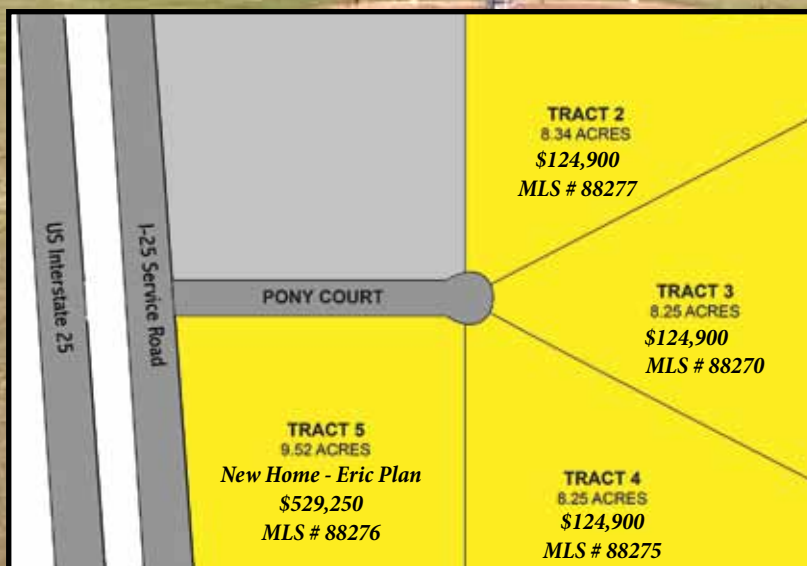 US Interstate 25
I-25 Service Road
PONY COURT
TRACT 2
8.34 ACRES
$124,900
MLS # 88277
TRACT 3
8.25 ACRES
$124,900
MLS # 88270
TRACT 5
9.52 ACRES
New Home - Eric Plan
$529,250
MLS # 88276
TRACT 4
8.25 ACRES
$124,900
MLS # 88275